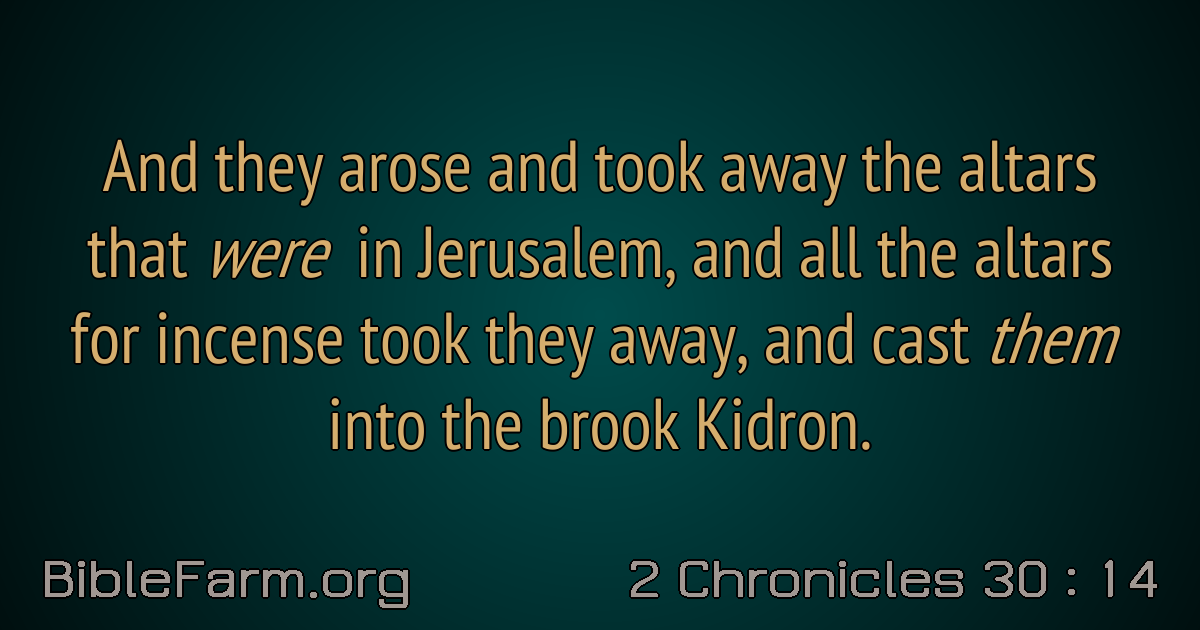 And they arose and took away the altars
that were in Jerusalem, and all the altars
for incense took they away, and cast them
into the brook Kidron.
BibleFarm.org 2 Chronicles 30 : 14